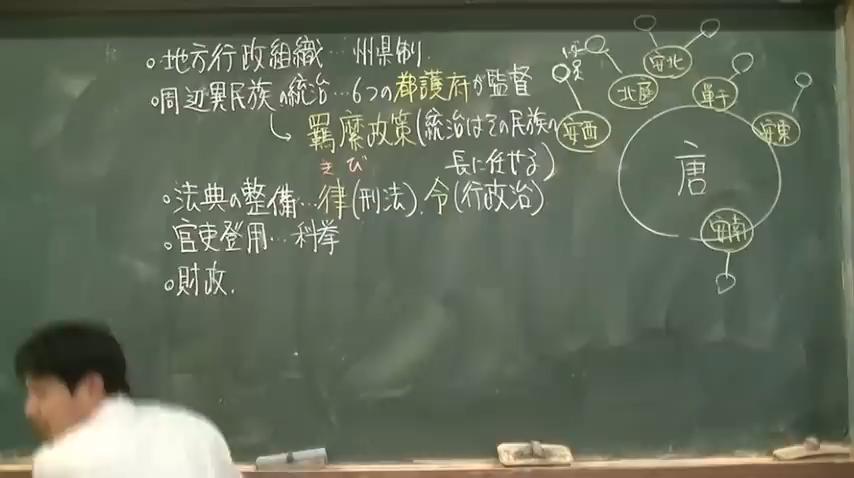 。地方行政組織…州県制.
。周辺異民族の統治…6つの都護府が監督
羈縻政策(統治はその民族の
きび
長に任せる)
。法典の整備…律(刑法).令(行政治)
。官吏登用…科挙
。財政.
安北
北庭
單于
安西
安東
唐
安南